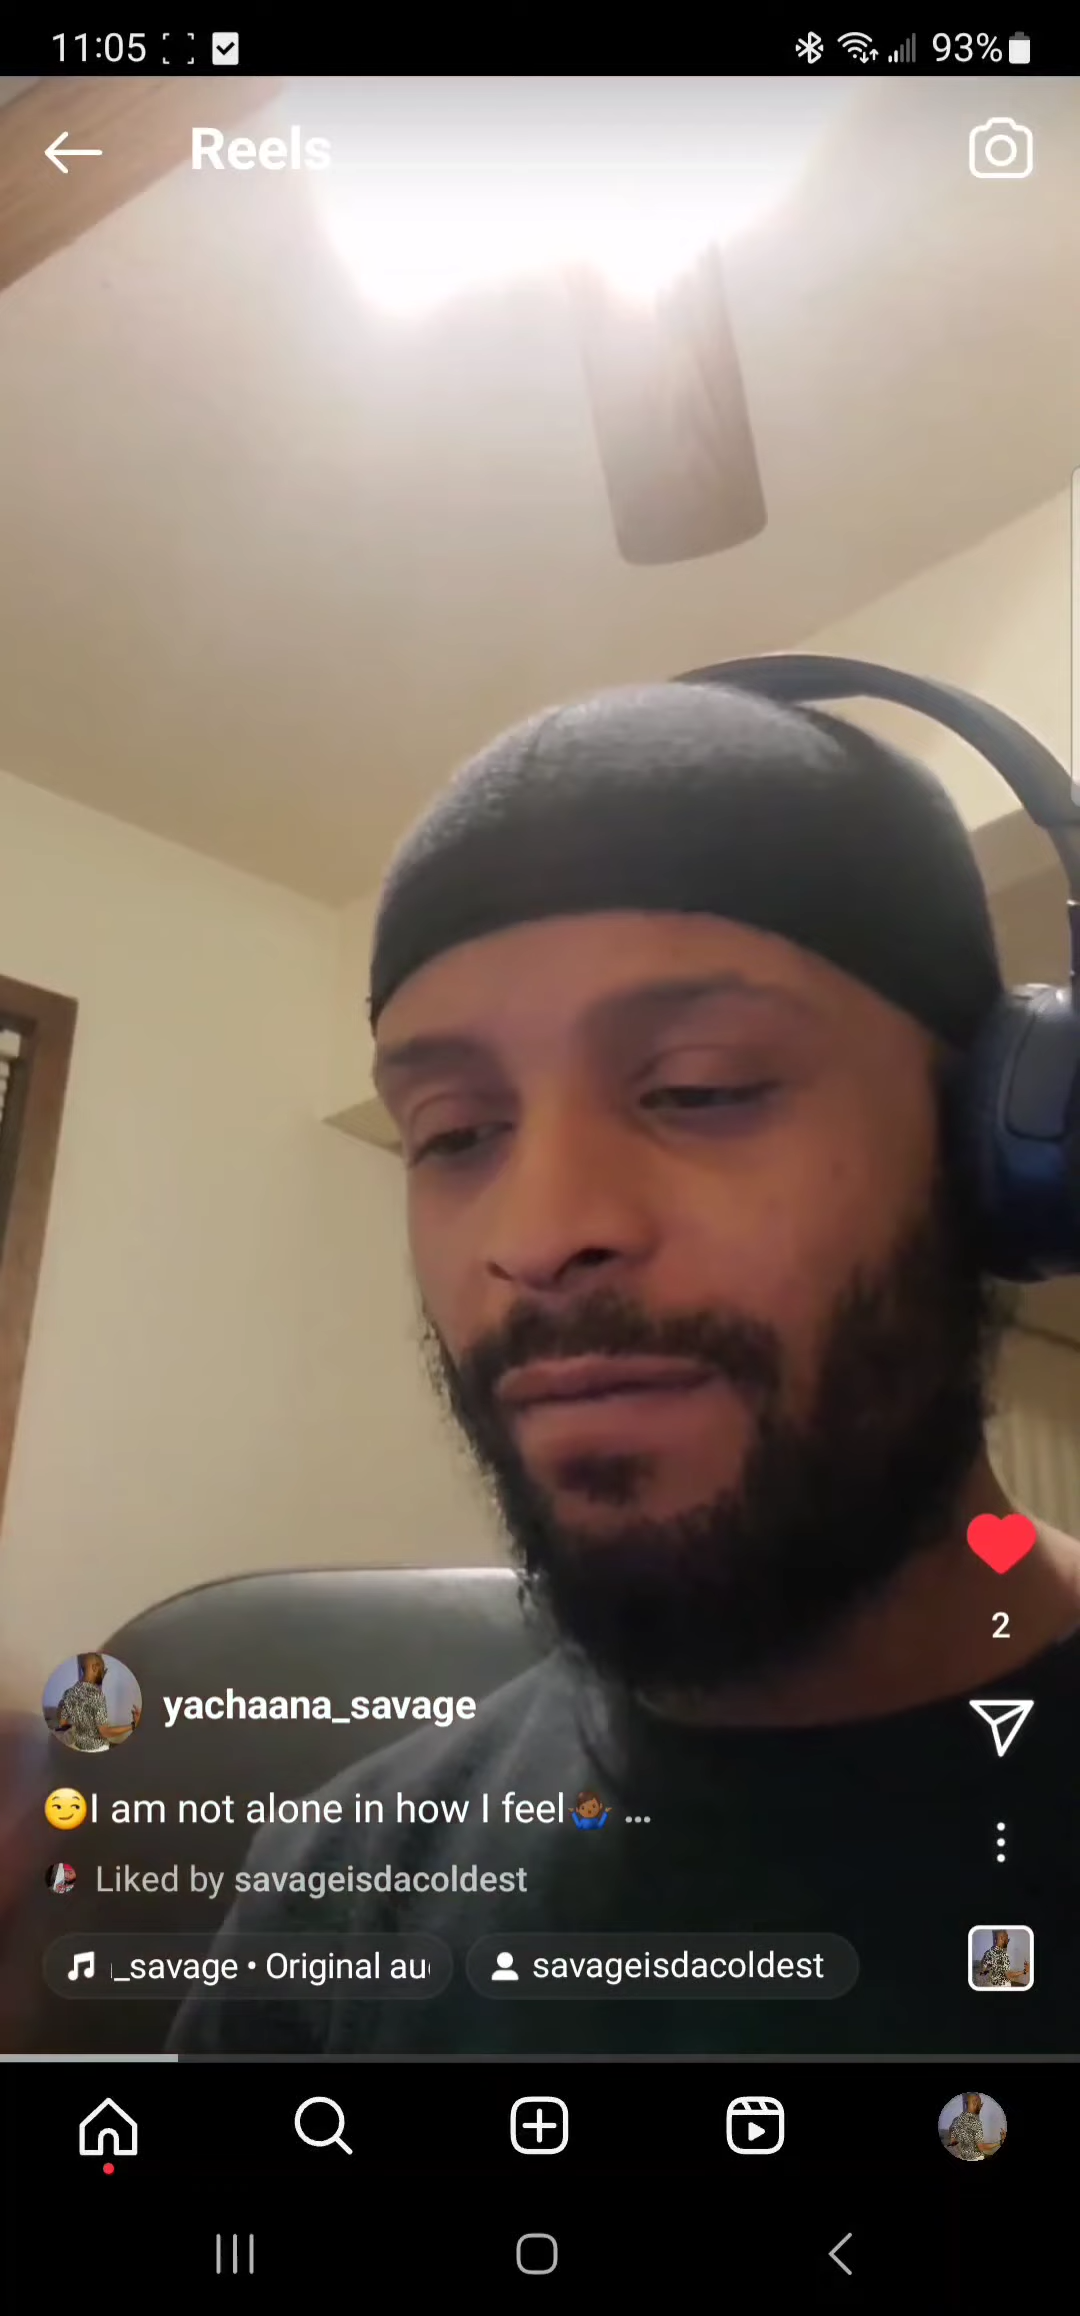 11:05 93%
Reels
2
yachaana_savage
😏I am not alone in how I feel🤷🏾‍♂️ ...
Liked by savageisdacoldest
_savage • Original au
savageisdacoldest